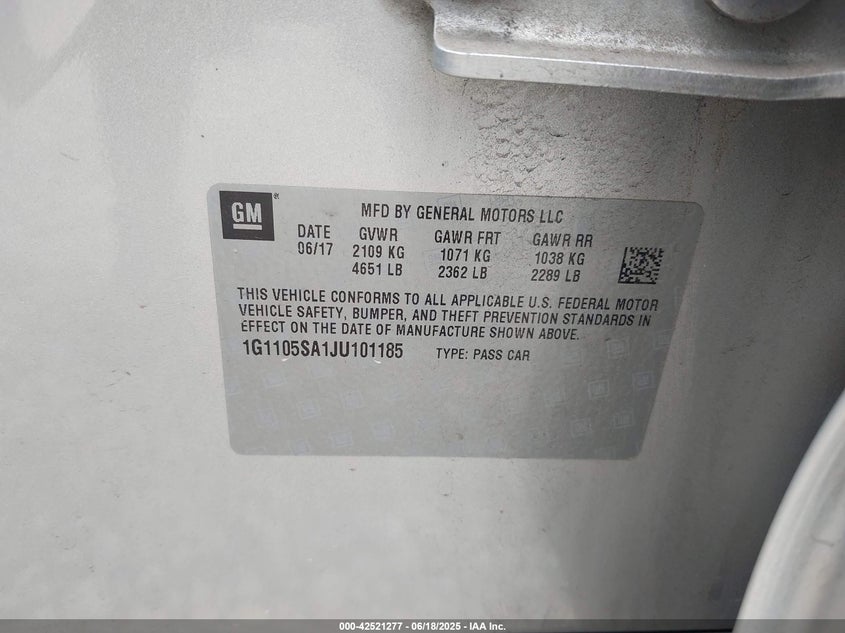 GM ®
MFD BY GENERAL MOTORS LLC
DATE GVWR GAWR FRT GAWR RR
06/17 2109 KG 1071 KG 1038 KG
4651 LB 2362 LB 2289 LB
THIS VEHICLE CONFORMS TO ALL APPLICABLE U.S. FEDERAL MOTOR
VEHICLE SAFETY, BUMPER, AND THEFT PREVENTION STANDARDS IN
EFFECT ON THE DATE OF MANUFACTURE SHOWN ABOVE.
1G1105SA1JU101185 TYPE: PASS CAR
000-42521277 - 06/18/2025 - IAA Inc.